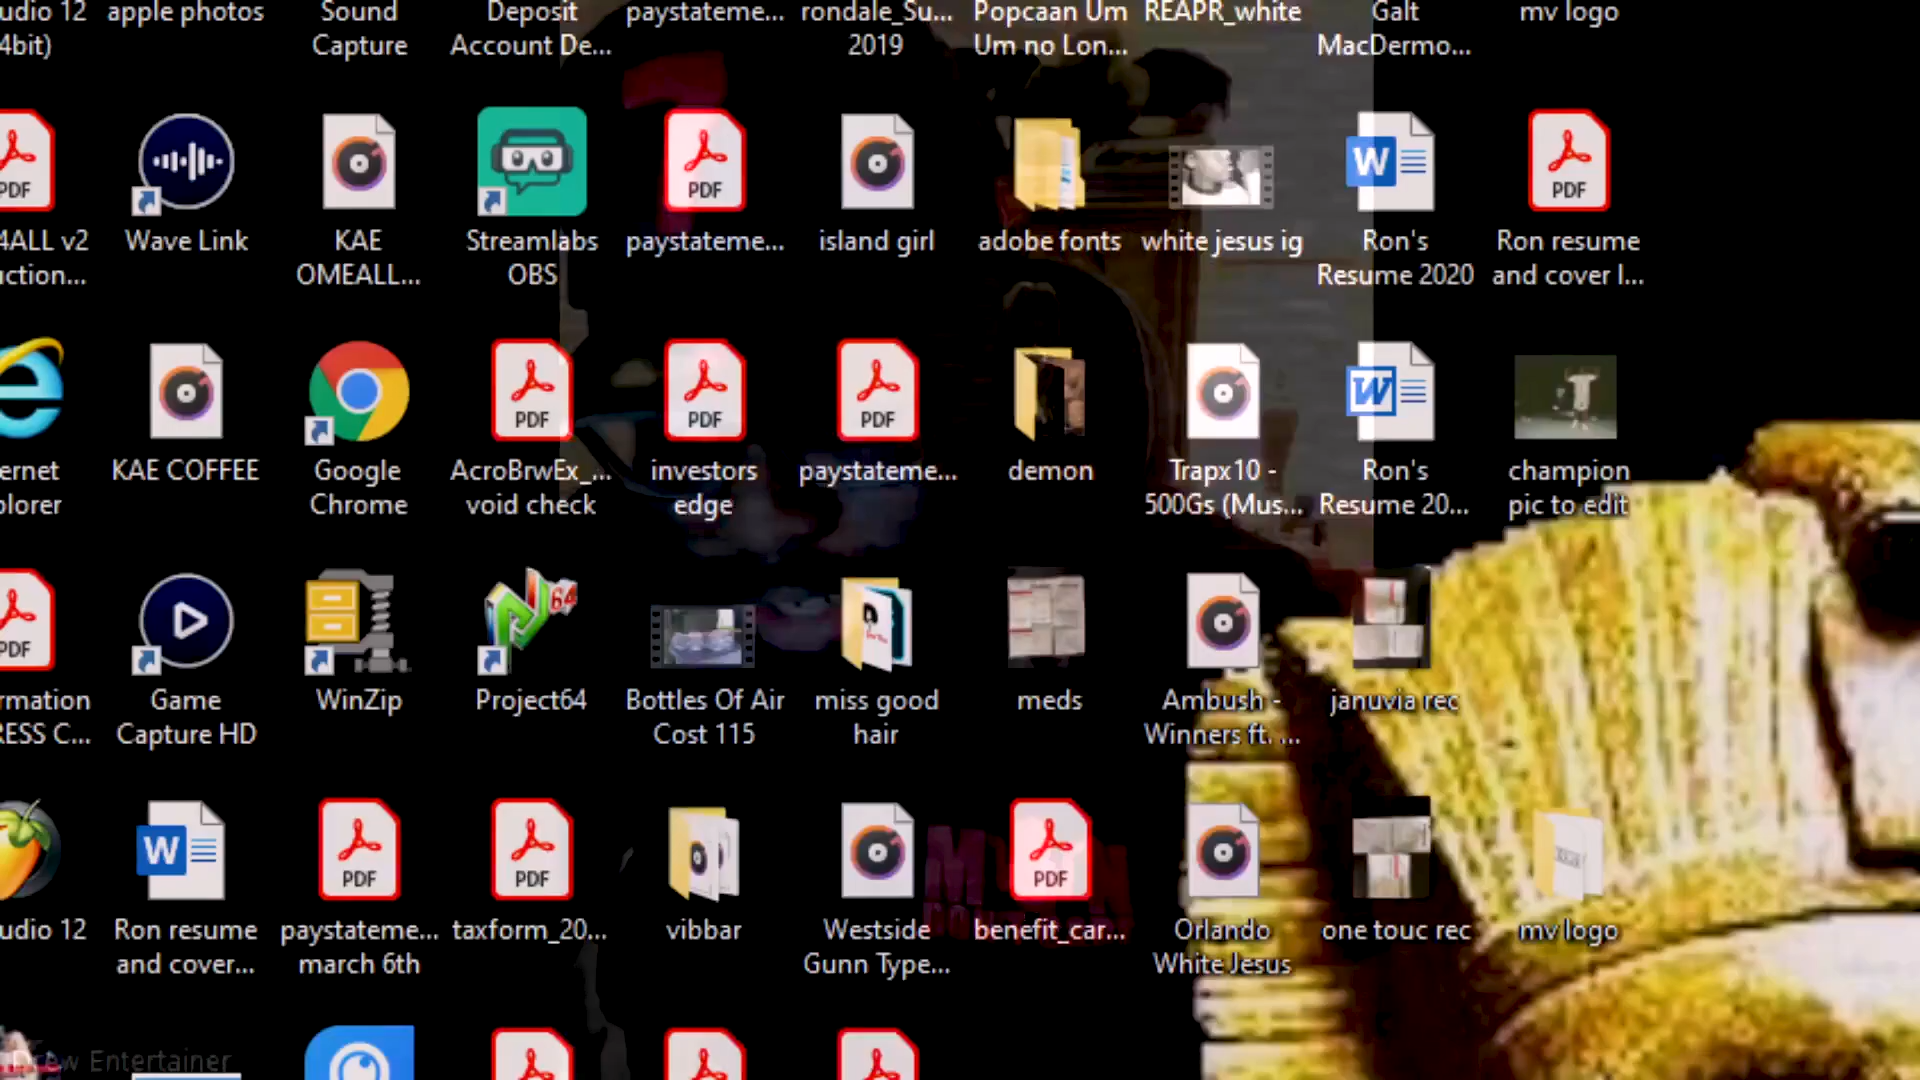 udio 12
4bit)
apple photos
Sound
Capture
Deposit
Account De...
paystateme...
rondale_Su...
2019
Popcaan Um
Um no Lon...
REAPR_white
Galt
MacDermo...
mv logo
PDF
4ALL v2
uction...
Wave Link
KAE
OMEALL...
Streamlabs
OBS
PDF
paystateme...
island girl
adobe fonts
white jesus ig
W
Ron's
Resume 2020
PDF
Ron resume
and cover l...
ernet
plorer
KAE COFFEE
Google
Chrome
PDF
AcroBrwEx_...
void check
PDF
investors
edge
PDF
paystateme...
demon
Trapx10 -
500Gs (Mus...
W
Ron's
Resume 20...
champion
pic to edit
PDF
rmation
RESS C...
Game
Capture HD
WinZip
64
Project64
Bottles Of Air
Cost 115
miss good
hair
meds
Ambush -
Winners ft. ...
januvia rec
udio 12
W
Ron resume
and cover...
PDF
paystateme...
march 6th
PDF
taxform_20...
vibbar
Westside
Gunn Type...
PDF
benefit_car...
Orlando
White Jesus
one touc rec
mv logo
Drew Entertainer